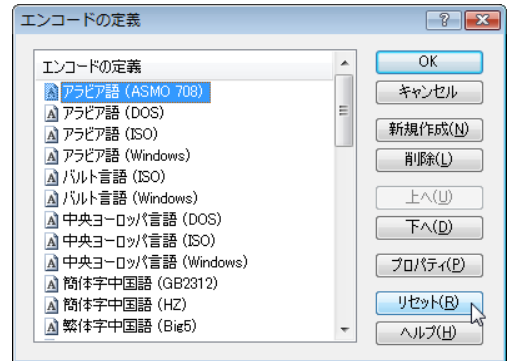 エンコードの定義
エンコードの定義
アラビア語 (ASMO 708)
アラビア語 (DOS)
アラビア語 (ISO)
アラビア語 (Windows)
バルト言語 (ISO)
バルト言語 (Windows)
中央ヨーロッパ言語 (DOS)
中央ヨーロッパ言語 (ISO)
中央ヨーロッパ言語 (Windows)
簡体字中国語 (GB2312)
簡体字中国語 (HZ)
繁体字中国語 (Big5)
OK
キャンセル
新規作成(N)
削除(L)
上へ(U)
下へ(D)
プロパティ(P)
リセット(R)
ヘルプ(H)